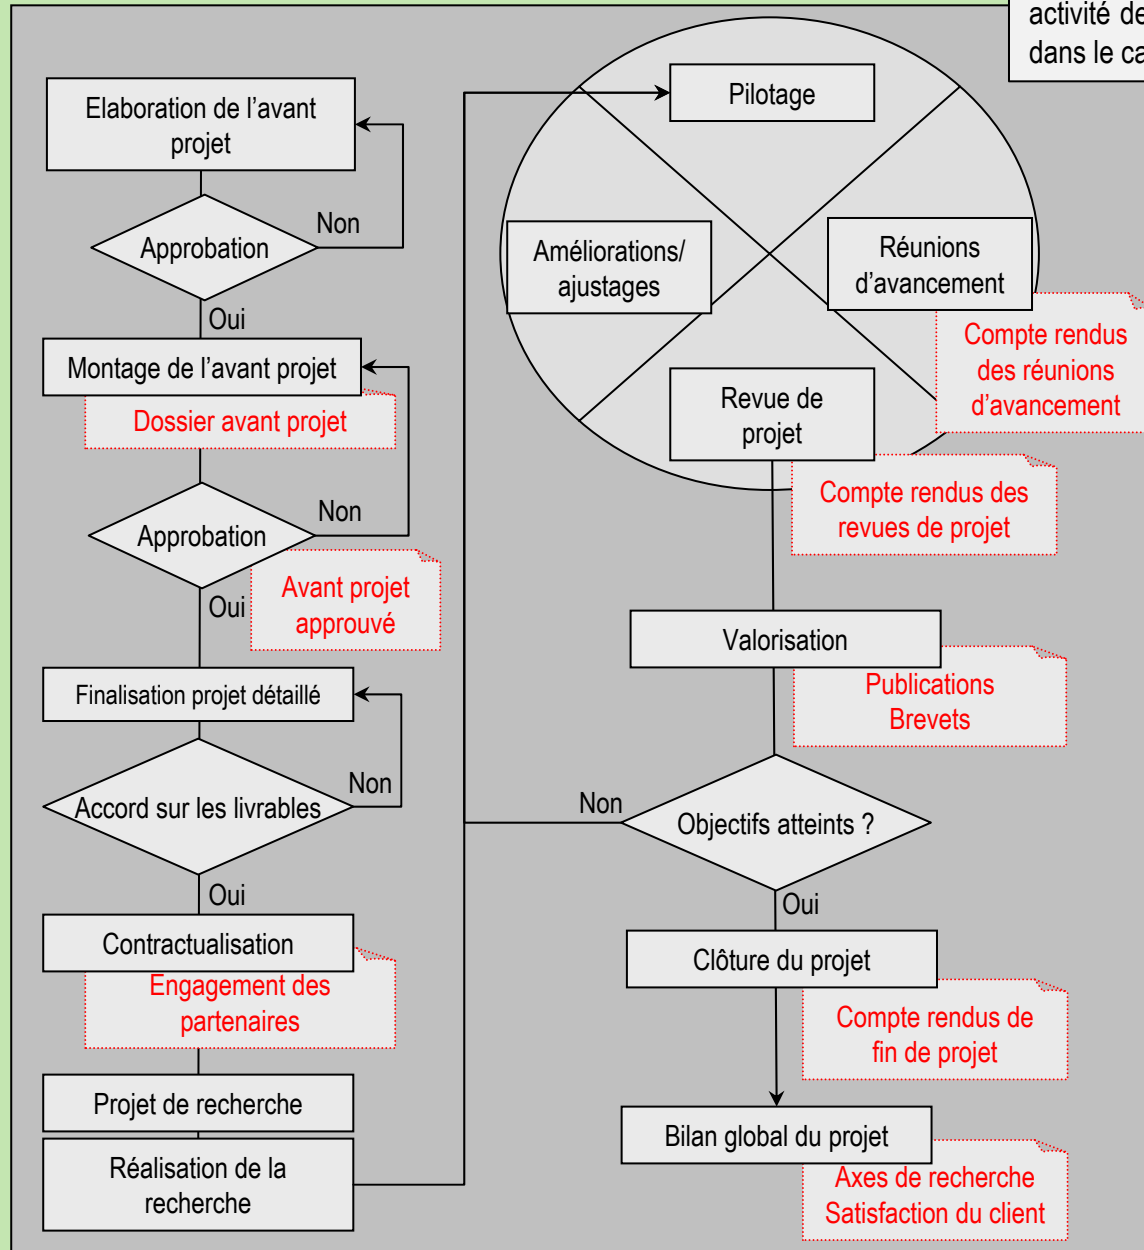 activité de
dans le ca
Elaboration de l’avant
projet
Non
Approbation
Oui
Montage de l’avant projet
Dossier avant projet
Non
Approbation
Oui
Avant projet
approuvé
Finalisation projet détaillé
Non
Accord sur les livrables
Oui
Contractualisation
Engagement des
partenaires
Projet de recherche
Réalisation de la
recherche
Pilotage
Améliorations/
ajustages
Réunions
d’avancement
Compte rendus
des réunions
d’avancement
Revue de
projet
Compte rendus des
revues de projet
Valorisation
Publications
Brevets
Non
Objectifs atteints ?
Oui
Clôture du projet
Compte rendus de
fin de projet
Bilan global du projet
Axes de recherche
Satisfaction du client